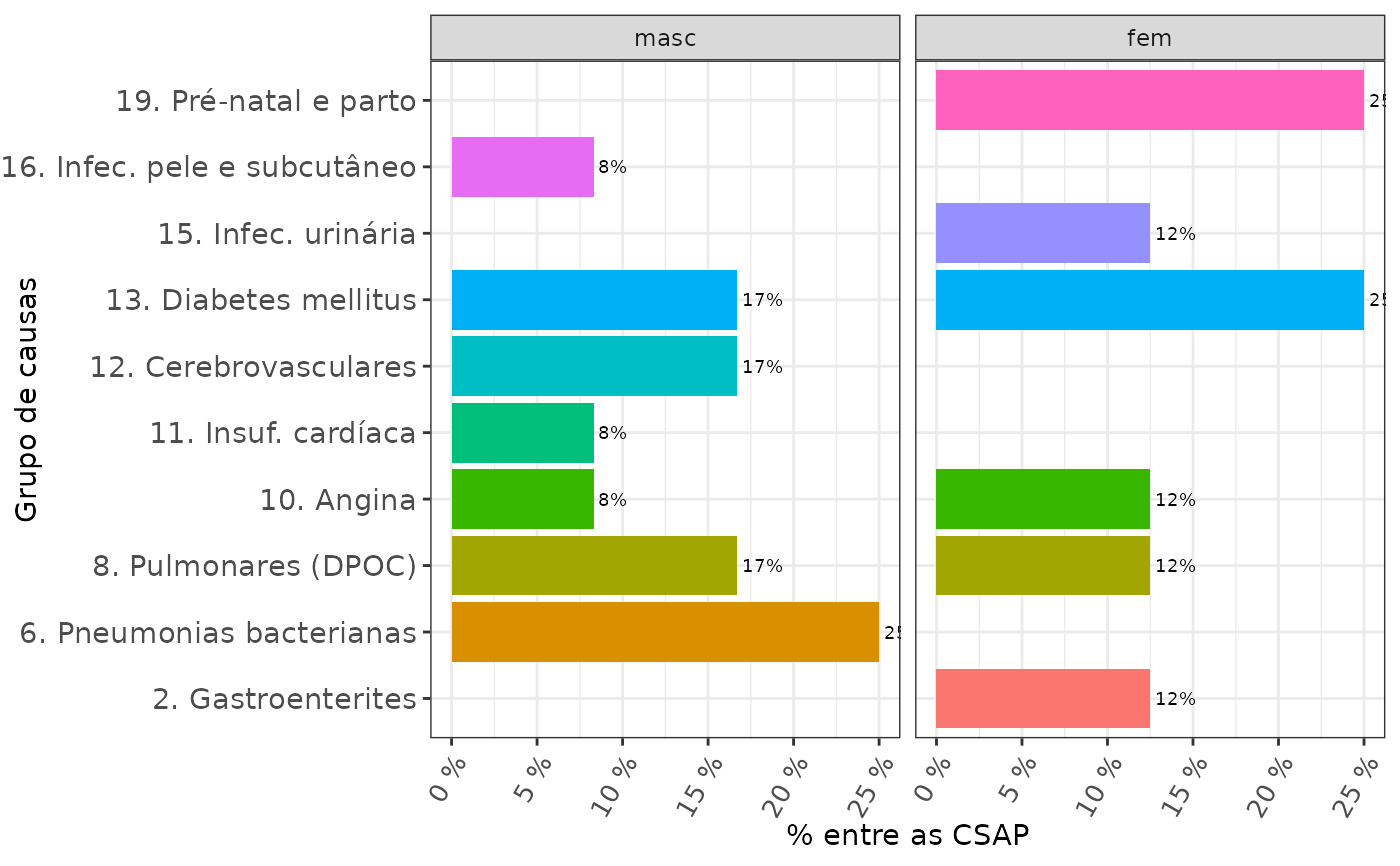 masc
fem
19. Pré-natal e parto
16. Infec. pele e subcutâneo
8%
15. Infec. urinária
12%
13. Diabetes mellitus
17%
12. Cerebrovasculares
17%
11. Insuf. cardíaca
8%
10. Angina
8%
12%
8. Pulmonares (DPOC)
17%
12%
6. Pneumonias bacterianas
2. Gastroenterites
12%
Grupo de causas
0 %
5 %
10 %
15 %
20 %
25 %
0 %
5 %
10 %
15 %
20 %
25 %
% entre as CSAP